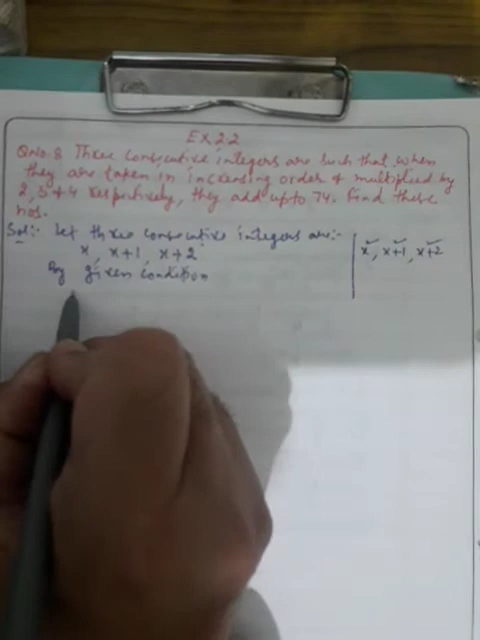 EX 2.2
Qno.8 Three consecutive integers are such that when
they are taken in increasing order & multiplied by
2, 3 & 4 respectively, they add up to 74. Find these
nos.
Sol:- Let three consecutive integers are:-
x, x+1, x+2
x, x+1, x+2
By given condition